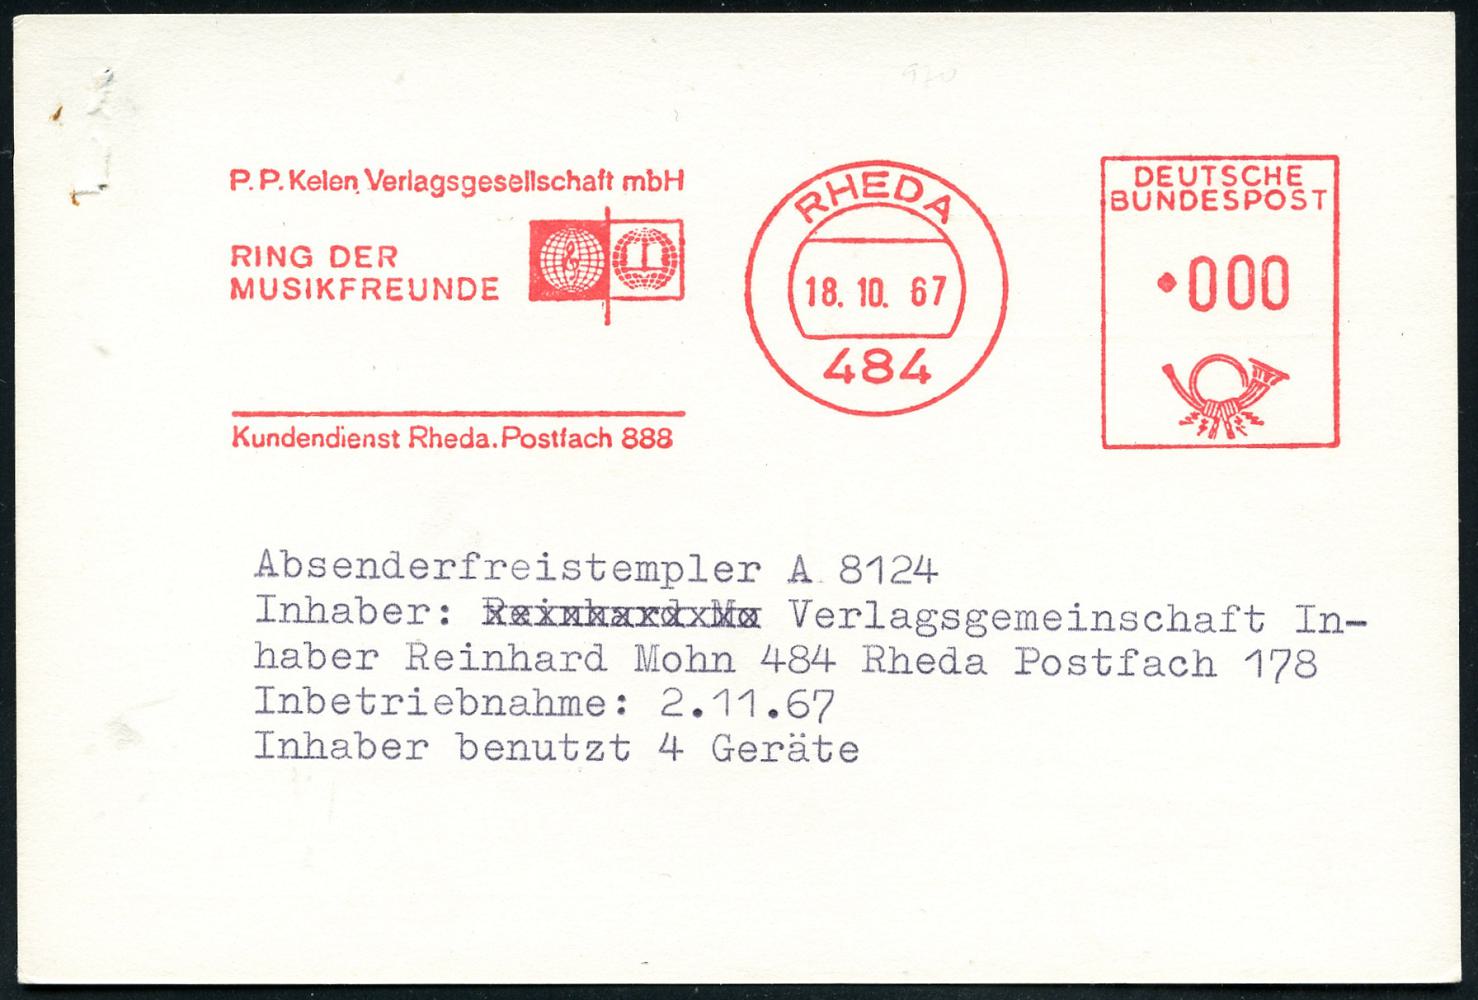 P. P. Kelen Verlagsgesellschaft mbH
RING DER
MUSIKFREUNDE
Kundendienst Rheda. Postfach 888
RHEDA
18. 10. 67
484
DEUTSCHE
BUNDESPOST
000
Absenderfreistempler A 8124
Inhaber: Reinhard Mo Verlagsgemeinschaft In-
haber Reinhard Mohn 484 Rheda Postfach 178
Inbetriebnahme: 2.11.67
Inhaber benutzt 4 Geräte